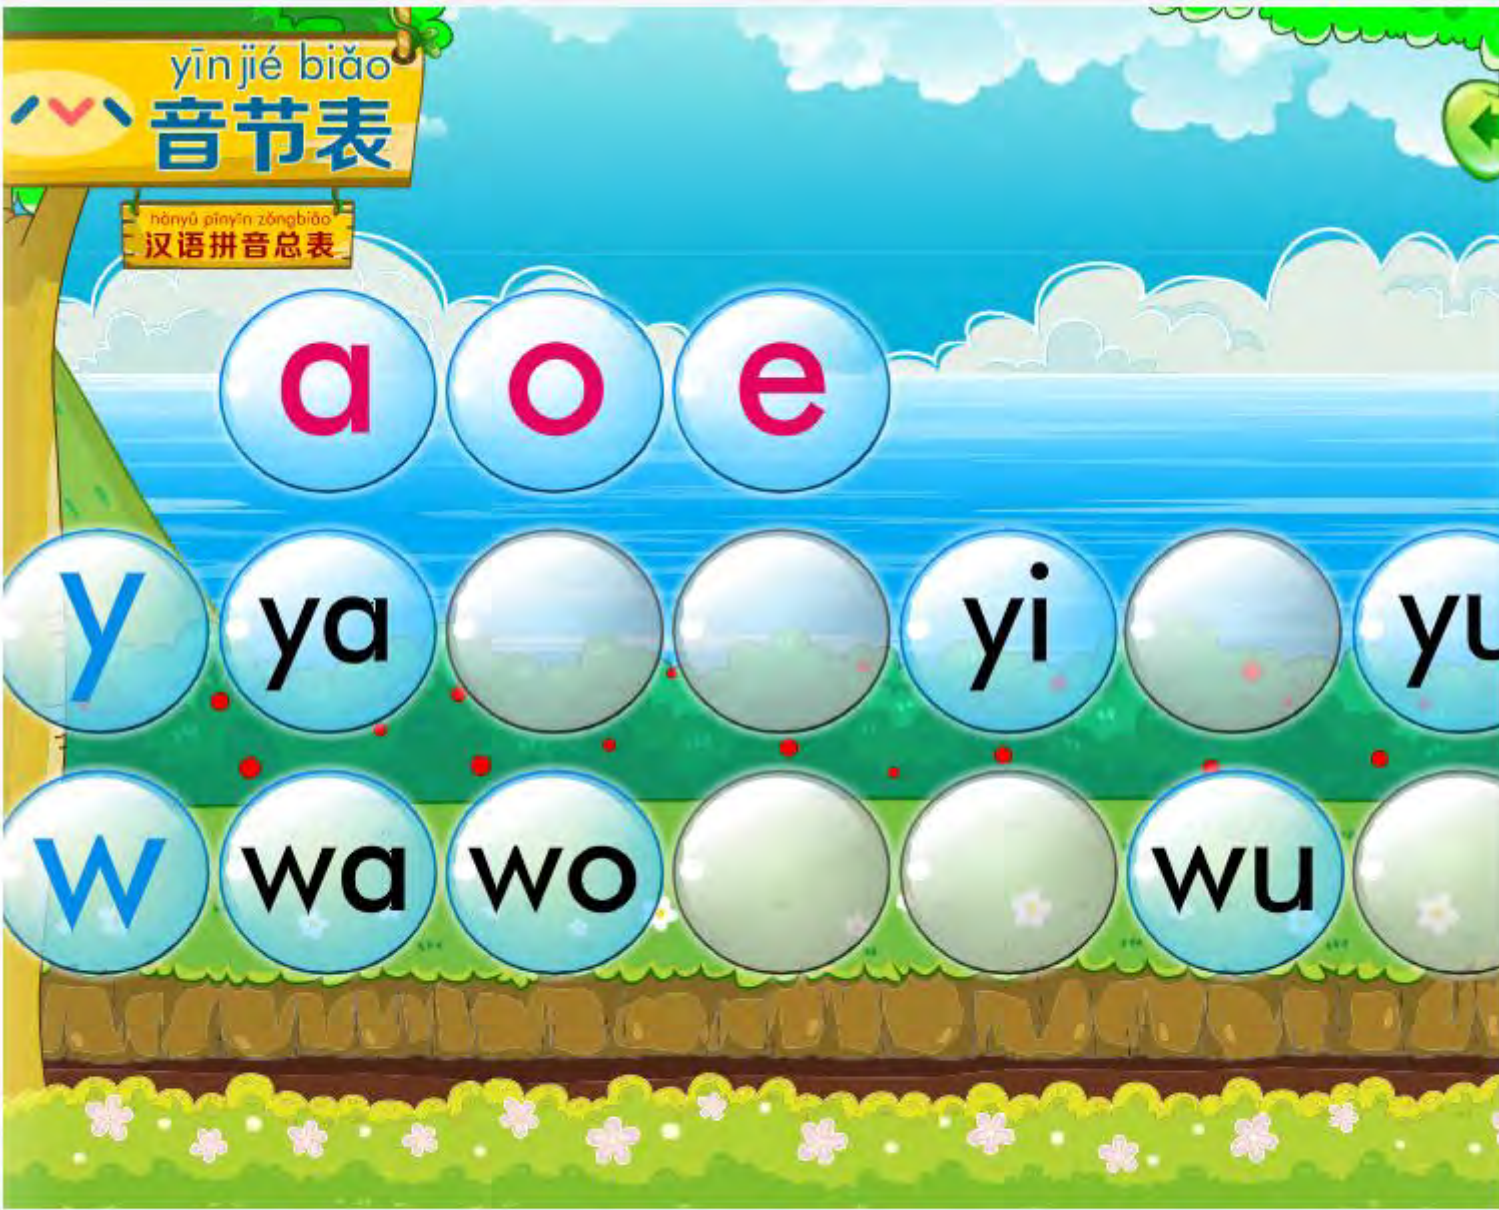 yīn jié biǎo
音节表
hànyǔ pīnyīn zǒngbiǎo
汉语拼音总表
a o e
y ya yi yu
w wa wo wu